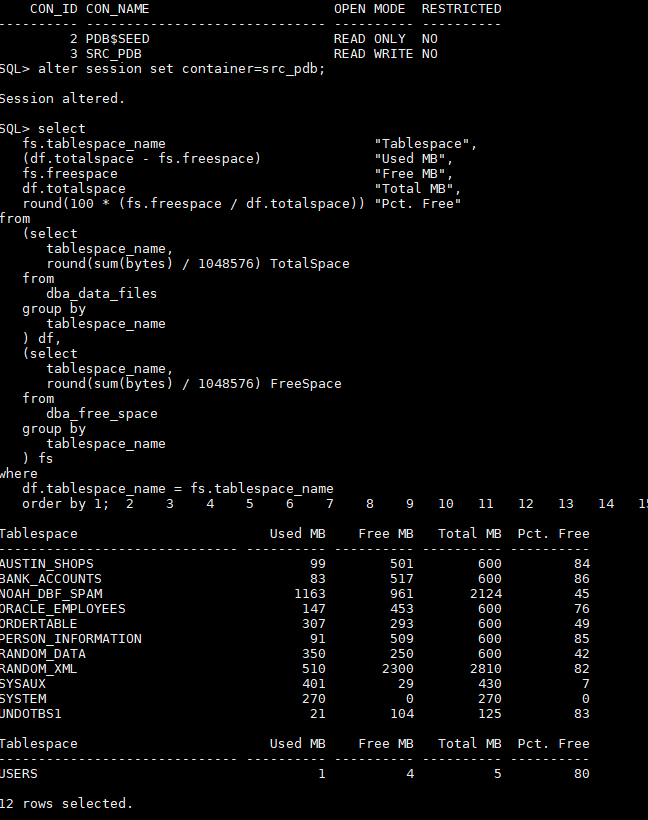 CON_ID CON_NAME                       OPEN MODE  RESTRICTED
---------- ------------------------------ ---------- ----------
         2 PDB$SEED                       READ ONLY  NO
         3 SRC_PDB                        READ WRITE NO
SQL> alter session set container=src_pdb;
Session altered.
SQL> select
   fs.tablespace_name                          "Tablespace",
   (df.totalspace - fs.freespace)              "Used MB",
   fs.freespace                                "Free MB",
   df.totalspace                               "Total MB",
   round(100 * (fs.freespace / df.totalspace)) "Pct. Free"
from
   (select
      tablespace_name,
      round(sum(bytes) / 1048576) TotalSpace
   from
      dba_data_files
   group by
      tablespace_name
   ) df,
   (select
      tablespace_name,
      round(sum(bytes) / 1048576) FreeSpace
   from
      dba_free_space
   group by
      tablespace_name
   ) fs
where
   df.tablespace_name = fs.tablespace_name
   order by 1;  2    3    4    5    6    7    8    9   10   11   12   13   14   15
Tablespace                        Used MB    Free MB   Total MB  Pct. Free
------------------------------ ---------- ---------- ---------- ----------
AUSTIN_SHOPS                           99        501        600         84
BANK_ACCOUNTS                          83        517        600         86
NOAH_DBF_SPAM                        1163        961       2124         45
ORACLE_EMPLOYEES                      147        453        600         76
ORDERTABLE                            307        293        600         49
PERSON_INFORMATION                     91        509        600         85
RANDOM_DATA                           350        250        600         42
RANDOM_XML                            510       2300       2810         82
SYSAUX                                401         29        430          7
SYSTEM                                270          0        270          0
UNDOTBS1                               21        104        125         83
Tablespace                        Used MB    Free MB   Total MB  Pct. Free
------------------------------ ---------- ---------- ---------- ----------
USERS                                   1          4          5         80
12 rows selected.